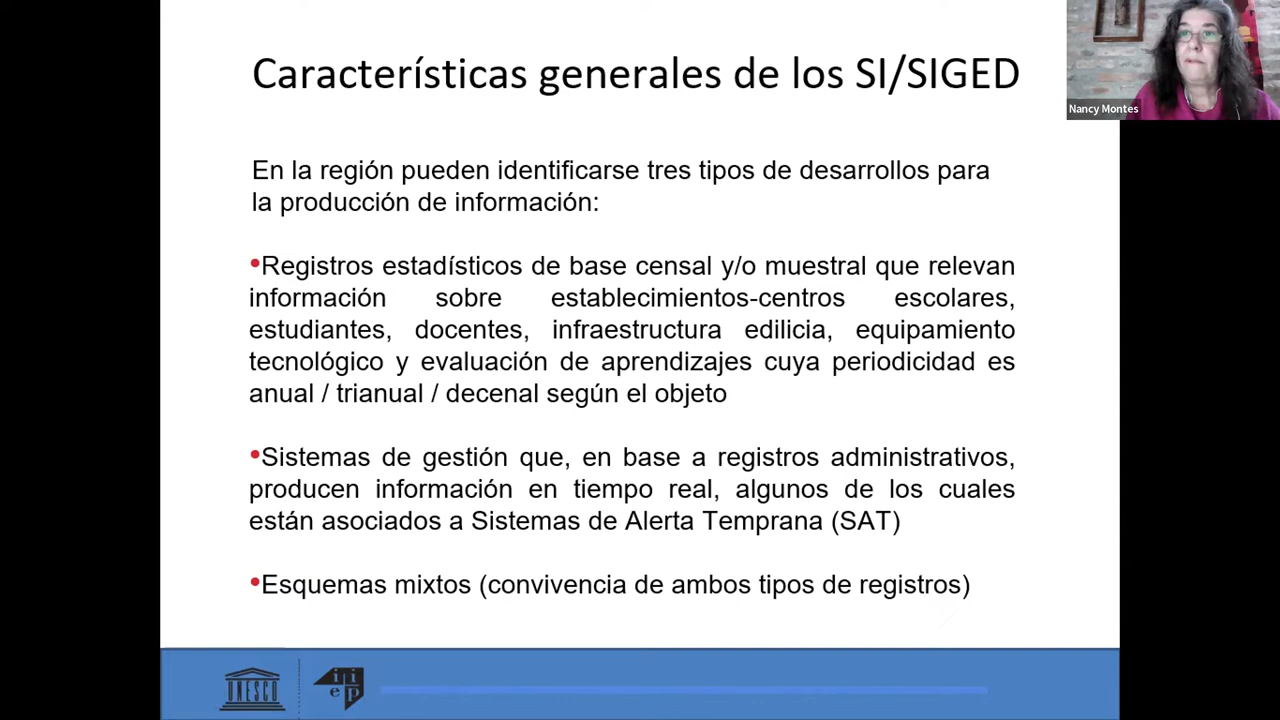 Características generales de los SI/SIGED
Nancy Montes
En la región pueden identificarse tres tipos de desarrollos para
la producción de información:
•Registros estadísticos de base censal y/o muestral que relevan
información sobre establecimientos-centros escolares,
estudiantes, docentes, infraestructura edilicia, equipamiento
tecnológico y evaluación de aprendizajes cuya periodicidad es
anual / trianual / decenal según el objeto
•Sistemas de gestión que, en base a registros administrativos,
producen información en tiempo real, algunos de los cuales
están asociados a Sistemas de Alerta Temprana (SAT)
•Esquemas mixtos (convivencia de ambos tipos de registros)
UNESCO
iiep